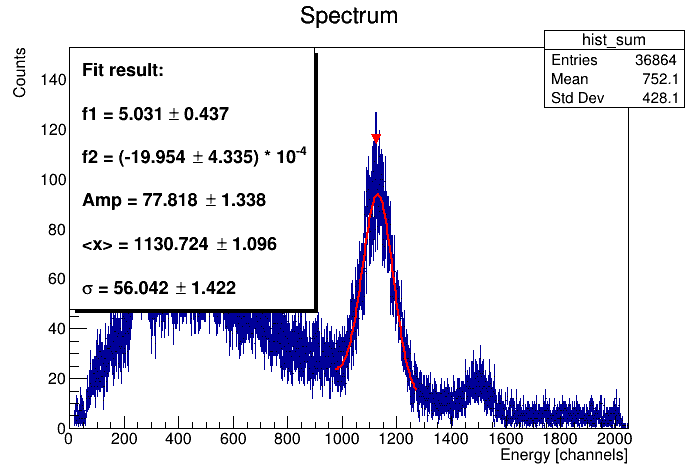 Spectrum
hist_sum
Entries 36864
Mean 752.1
Std Dev 428.1
Counts
140
120
100
80
60
40
20
0
Fit result:
f1 = 5.031 ± 0.437
f2 = (-19.954 ± 4.335) * 10⁻⁴
Amp = 77.818 ± 1.338
<x> = 1130.724 ± 1.096
σ = 56.042 ± 1.422
0 200 400 600 800 1000 1200 1400 1600 1800 2000
Energy [channels]